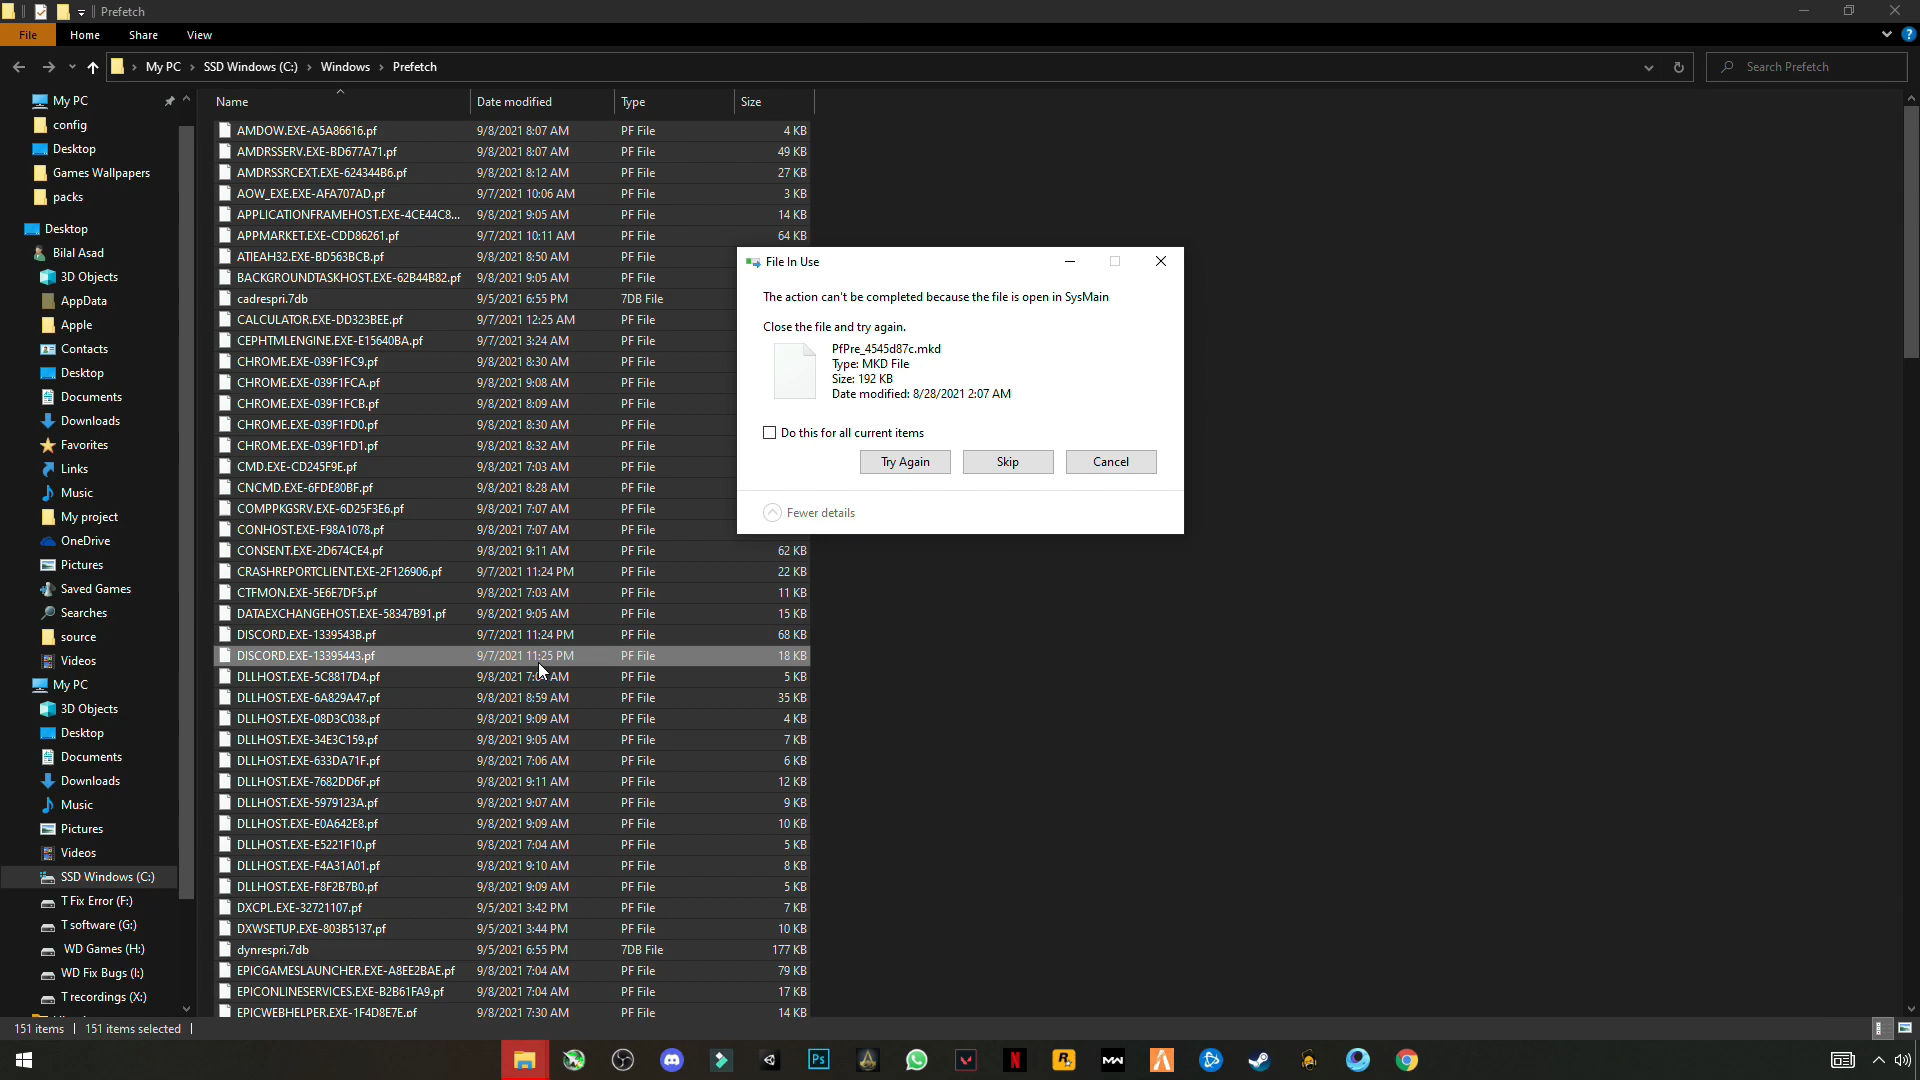 Prefetch
File Home Share View
My PC > SSD Windows (C:) > Windows > Prefetch
Search Prefetch
My PC
config
Desktop
Games Wallpapers
packs
Desktop
Bilal Asad
3D Objects
AppData
Apple
Contacts
Desktop
Documents
Downloads
Favorites
Links
Music
My project
OneDrive
Pictures
Saved Games
Searches
source
Videos
My PC
3D Objects
Desktop
Documents
Downloads
Music
Pictures
Videos
SSD Windows (C:)
T Fix Error (F:)
T software (G:)
WD Games (H:)
WD Fix Bugs (I:)
T recordings (X:)
Name Date modified Type Size
AMDOW.EXE-A5A86616.pf 9/8/2021 8:07 AM PF File 4 KB
AMDRSSERV.EXE-BD677A71.pf 9/8/2021 8:07 AM PF File 49 KB
AMDRSSRCEXT.EXE-624344B6.pf 9/8/2021 8:12 AM PF File 27 KB
AOW_EXE.EXE-AFA707AD.pf 9/7/2021 10:06 AM PF File 3 KB
APPLICATIONFRAMEHOST.EXE-4CE44C8... 9/8/2021 9:05 AM PF File 14 KB
APPMARKET.EXE-CDD86261.pf 9/7/2021 10:11 AM PF File 64 KB
ATIEAH32.EXE-BD563BCB.pf 9/8/2021 8:50 AM PF File
BACKGROUNDTASKHOST.EXE-62B44B82.pf 9/8/2021 9:05 AM PF File
cadrespri.7db 9/5/2021 6:55 PM 7DB File
CALCULATOR.EXE-DD323BEE.pf 9/7/2021 12:25 AM PF File
CEPHTMLENGINE.EXE-E15640BA.pf 9/7/2021 3:24 AM PF File
CHROME.EXE-039F1FC9.pf 9/8/2021 8:30 AM PF File
CHROME.EXE-039F1FCA.pf 9/8/2021 9:08 AM PF File
CHROME.EXE-039F1FCB.pf 9/8/2021 8:09 AM PF File
CHROME.EXE-039F1FD0.pf 9/8/2021 8:30 AM PF File
CHROME.EXE-039F1FD1.pf 9/8/2021 8:32 AM PF File
CMD.EXE-CD245F9E.pf 9/8/2021 7:03 AM PF File
CNCMD.EXE-6FDE80BF.pf 9/8/2021 8:28 AM PF File
COMPPKGSRV.EXE-6D25F3E6.pf 9/8/2021 7:07 AM PF File
CONHOST.EXE-F98A1078.pf 9/8/2021 7:07 AM PF File
CONSENT.EXE-2D674CE4.pf 9/8/2021 9:11 AM PF File 62 KB
CRASHREPORTCLIENT.EXE-2F126906.pf 9/7/2021 11:24 PM PF File 22 KB
CTFMON.EXE-5E6E7DF5.pf 9/8/2021 7:03 AM PF File 11 KB
DATAEXCHANGEHOST.EXE-58347B91.pf 9/8/2021 9:05 AM PF File 15 KB
DISCORD.EXE-1339543B.pf 9/7/2021 11:24 PM PF File 68 KB
DISCORD.EXE-13395443.pf 9/7/2021 11:25 PM PF File 18 KB
DLLHOST.EXE-5C8817D4.pf 9/8/2021 AM PF File 5 KB
DLLHOST.EXE-6A829A47.pf 9/8/2021 8:59 AM PF File 35 KB
DLLHOST.EXE-08D3C038.pf 9/8/2021 9:09 AM PF File 4 KB
DLLHOST.EXE-34E3C159.pf 9/8/2021 9:05 AM PF File 7 KB
DLLHOST.EXE-633DA71F.pf 9/8/2021 7:06 AM PF File 6 KB
DLLHOST.EXE-7682DD6F.pf 9/8/2021 9:11 AM PF File 12 KB
DLLHOST.EXE-5979123A.pf 9/8/2021 9:07 AM PF File 9 KB
DLLHOST.EXE-E0A642E8.pf 9/8/2021 9:09 AM PF File 10 KB
DLLHOST.EXE-E5221F10.pf 9/8/2021 7:04 AM PF File 5 KB
DLLHOST.EXE-F4A31A01.pf 9/8/2021 9:10 AM PF File 8 KB
DLLHOST.EXE-F8F2B7B0.pf 9/8/2021 9:09 AM PF File 5 KB
DXCPL.EXE-32721107.pf 9/5/2021 3:42 PM PF File 7 KB
DXWSETUP.EXE-803B5137.pf 9/5/2021 3:44 PM PF File 10 KB
dynrespri.7db 9/5/2021 6:55 PM 7DB File 177 KB
EPICGAMESLAUNCHER.EXE-A8EE2BAE.pf 9/8/2021 7:04 AM PF File 79 KB
EPICONLINESERVICES.EXE-B2B61FA9.pf 9/8/2021 7:04 AM PF File 17 KB
EPICWEBHELPER.EXE-1F4D8E7E.pf 9/8/2021 7:30 AM PF File 14 KB
File In Use
The action can't be completed because the file is open in SysMain
Close the file and try again.
PfPre_4545d87c.mkd
Type: MKD File
Size: 192 KB
Date modified: 8/28/2021 2:07 AM
Do this for all current items
Try Again Skip Cancel
Fewer details
151 items 151 items selected
Ps
N
R
MW